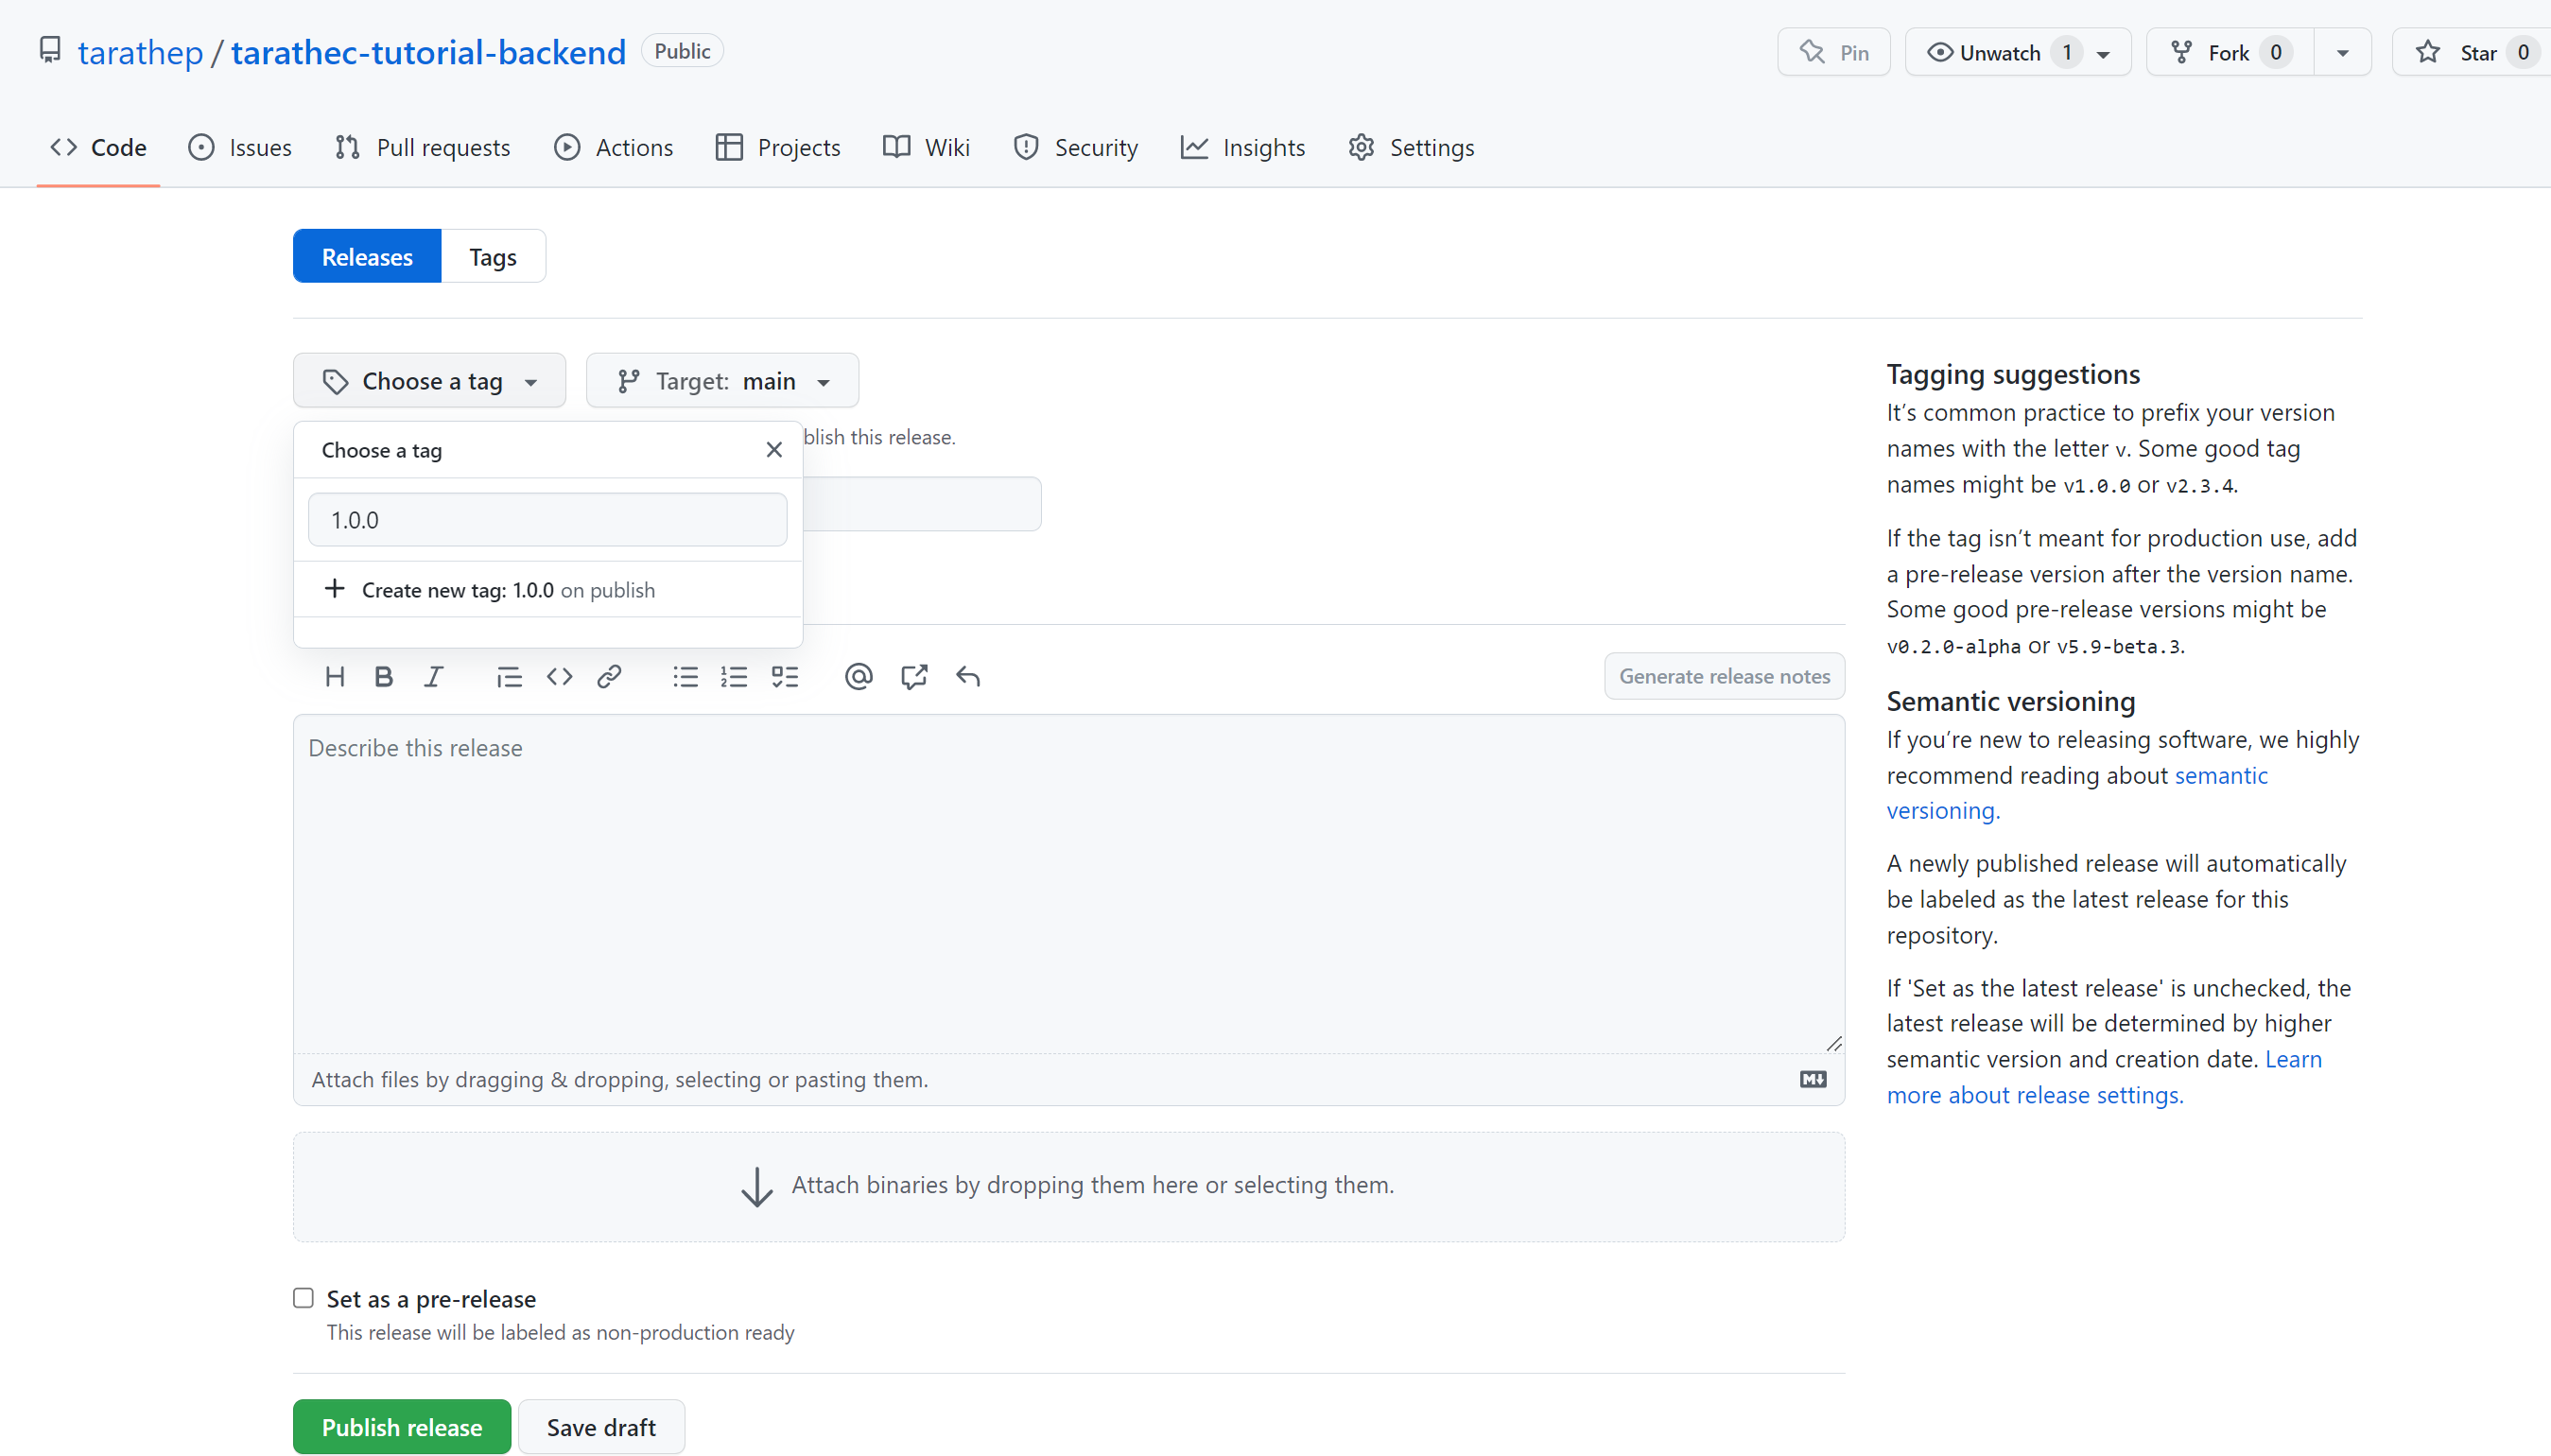 tarathep / tarathec-tutorial-backend Public
Pin Unwatch 1 Fork 0 Star 0
Code Issues Pull requests Actions Projects Wiki Security Insights Settings
Releases Tags
Choose a tag Target: main
Choose a tag
blish this release.
1.0.0
Create new tag: 1.0.0 on publish
H B I
Generate release notes
Describe this release
Attach files by dragging & dropping, selecting or pasting them.
Attach binaries by dropping them here or selecting them.
Set as a pre-release
This release will be labeled as non-production ready
Publish release Save draft
Tagging suggestions
It’s common practice to prefix your version
names with the letter v. Some good tag
names might be v1.0.0 or v2.3.4.
If the tag isn’t meant for production use, add
a pre-release version after the version name.
Some good pre-release versions might be
v0.2.0-alpha or v5.9-beta.3.
Semantic versioning
If you’re new to releasing software, we highly
recommend reading about semantic
versioning.
A newly published release will automatically
be labeled as the latest release for this
repository.
If 'Set as the latest release' is unchecked, the
latest release will be determined by higher
semantic version and creation date. Learn
more about release settings.